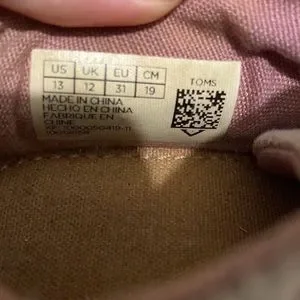 US UK EU CM
13 12 31 19
TOMS
MADE IN CHINA
HECHO EN CHINA
FABRIQUE EN
CHINE